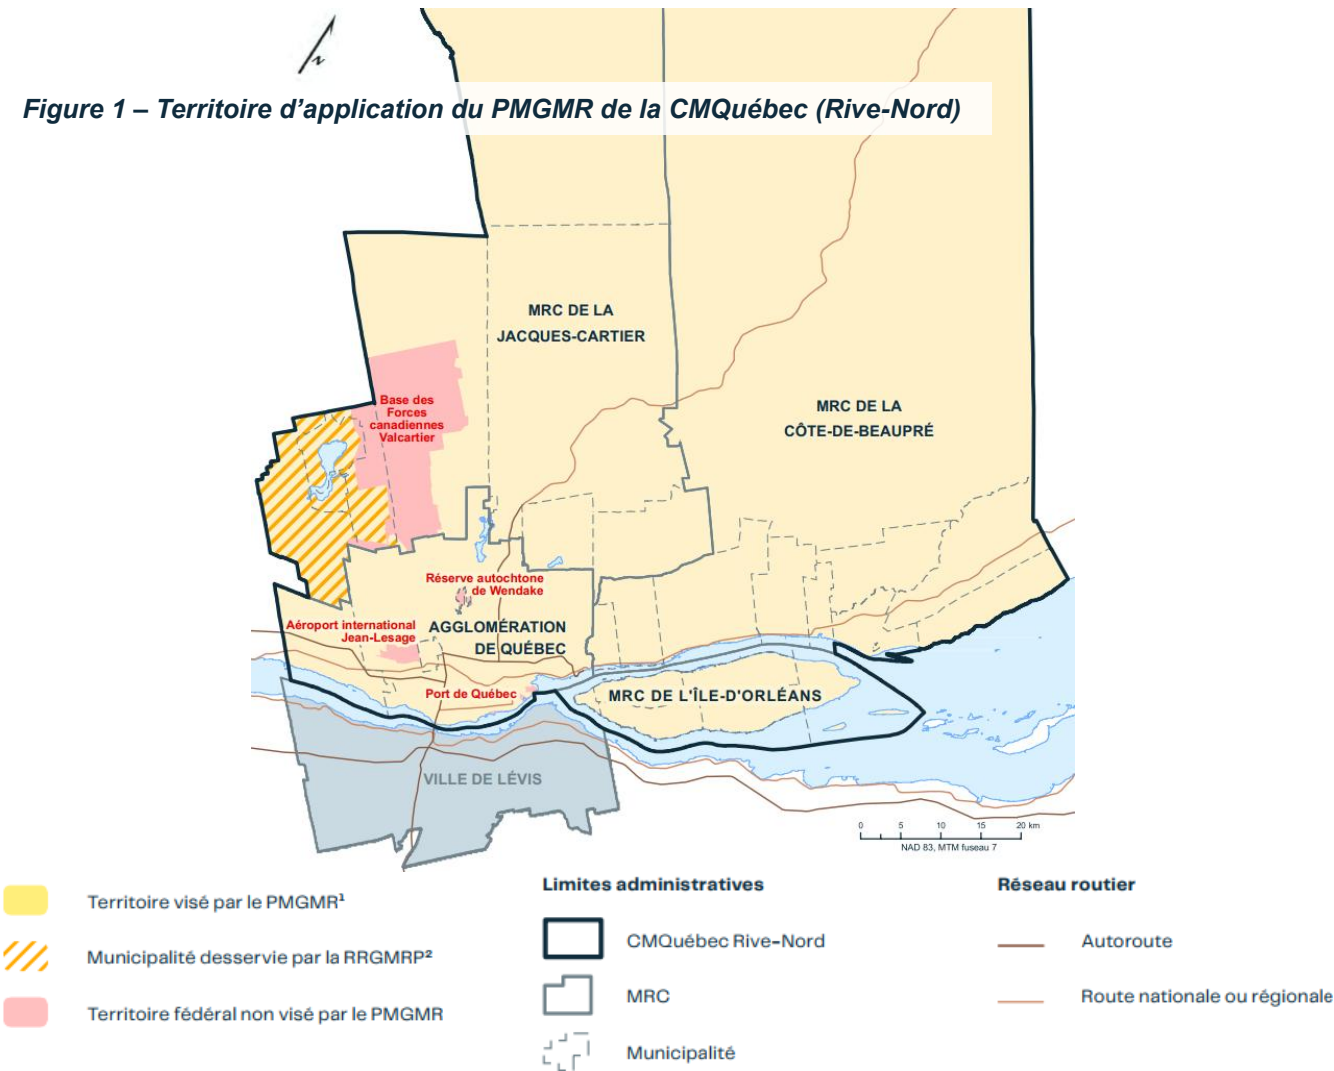 N
Figure 1 – Territoire d'application du PMGMR de la CMQuébec (Rive-Nord)
MRC DE LA
JACQUES-CARTIER
Base des
Forces
canadiennes
Valcartier
MRC DE LA
CÔTE-DE-BEAUPRÉ
Réserve autochtone
de Wendake
Aéroport international
Jean-Lesage
AGGLOMÉRATION
DE QUÉBEC
Port de Québec
MRC DE L'ÎLE-D'ORLÉANS
VILLE DE LÉVIS
0 5 10 15 20 km
NAD 83, MTM fuseau 7
Territoire visé par le PMGMR¹
Municipalité desservie par la RRGMRP²
Territoire fédéral non visé par le PMGMR
Limites administratives
CMQuébec Rive-Nord
MRC
Municipalité
Réseau routier
Autoroute
Route nationale ou régionale